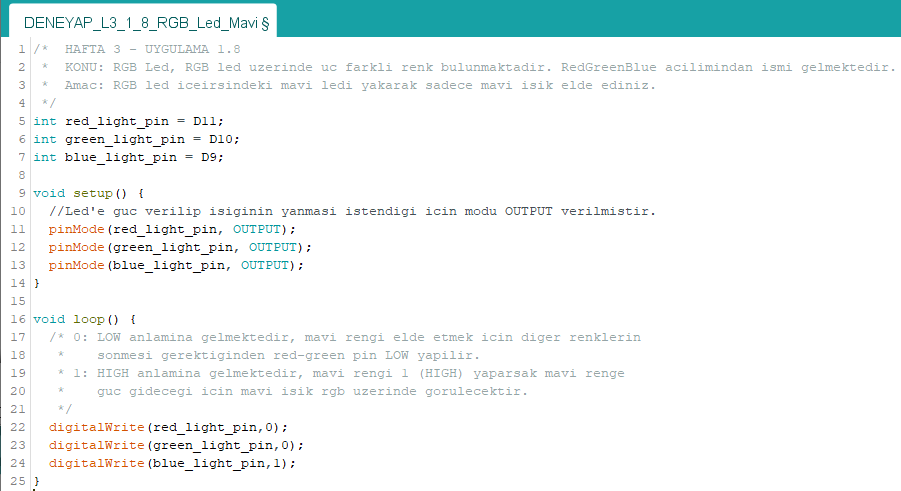 DENEYAP_L3_1_8_RGB_Led_Mavi §
1 /*  HAFTA 3 - UYGULAMA 1.8
2  *  KONU: RGB Led, RGB led uzerinde uc farkli renk bulunmaktadir. RedGreenBlue acilimindan ismi gelmektedir.
3  *  Amac: RGB led iceirsindeki mavi ledi yakarak sadece mavi isik elde ediniz.
4  */
5 int red_light_pin = D11;
6 int green_light_pin = D10;
7 int blue_light_pin = D9;
8
9 void setup() {
10   //Led'e guc verilip isiginin yanmasi istendigi icin modu OUTPUT verilmistir.
11   pinMode(red_light_pin, OUTPUT);
12   pinMode(green_light_pin, OUTPUT);
13   pinMode(blue_light_pin, OUTPUT);
14 }
15
16 void loop() {
17   /* 0: LOW anlamina gelmektedir, mavi rengi elde etmek icin diger renklerin
18    *    sonmesi gerektiginden red-green pin LOW yapilir.
19    * 1: HIGH anlamina gelmektedir, mavi rengi 1 (HIGH) yaparsak mavi renge
20    *    guc gidecegi icin mavi isik rgb uzerinde gorulecektir.
21    */
22   digitalWrite(red_light_pin,0);
23   digitalWrite(green_light_pin,0);
24   digitalWrite(blue_light_pin,1);
25 }